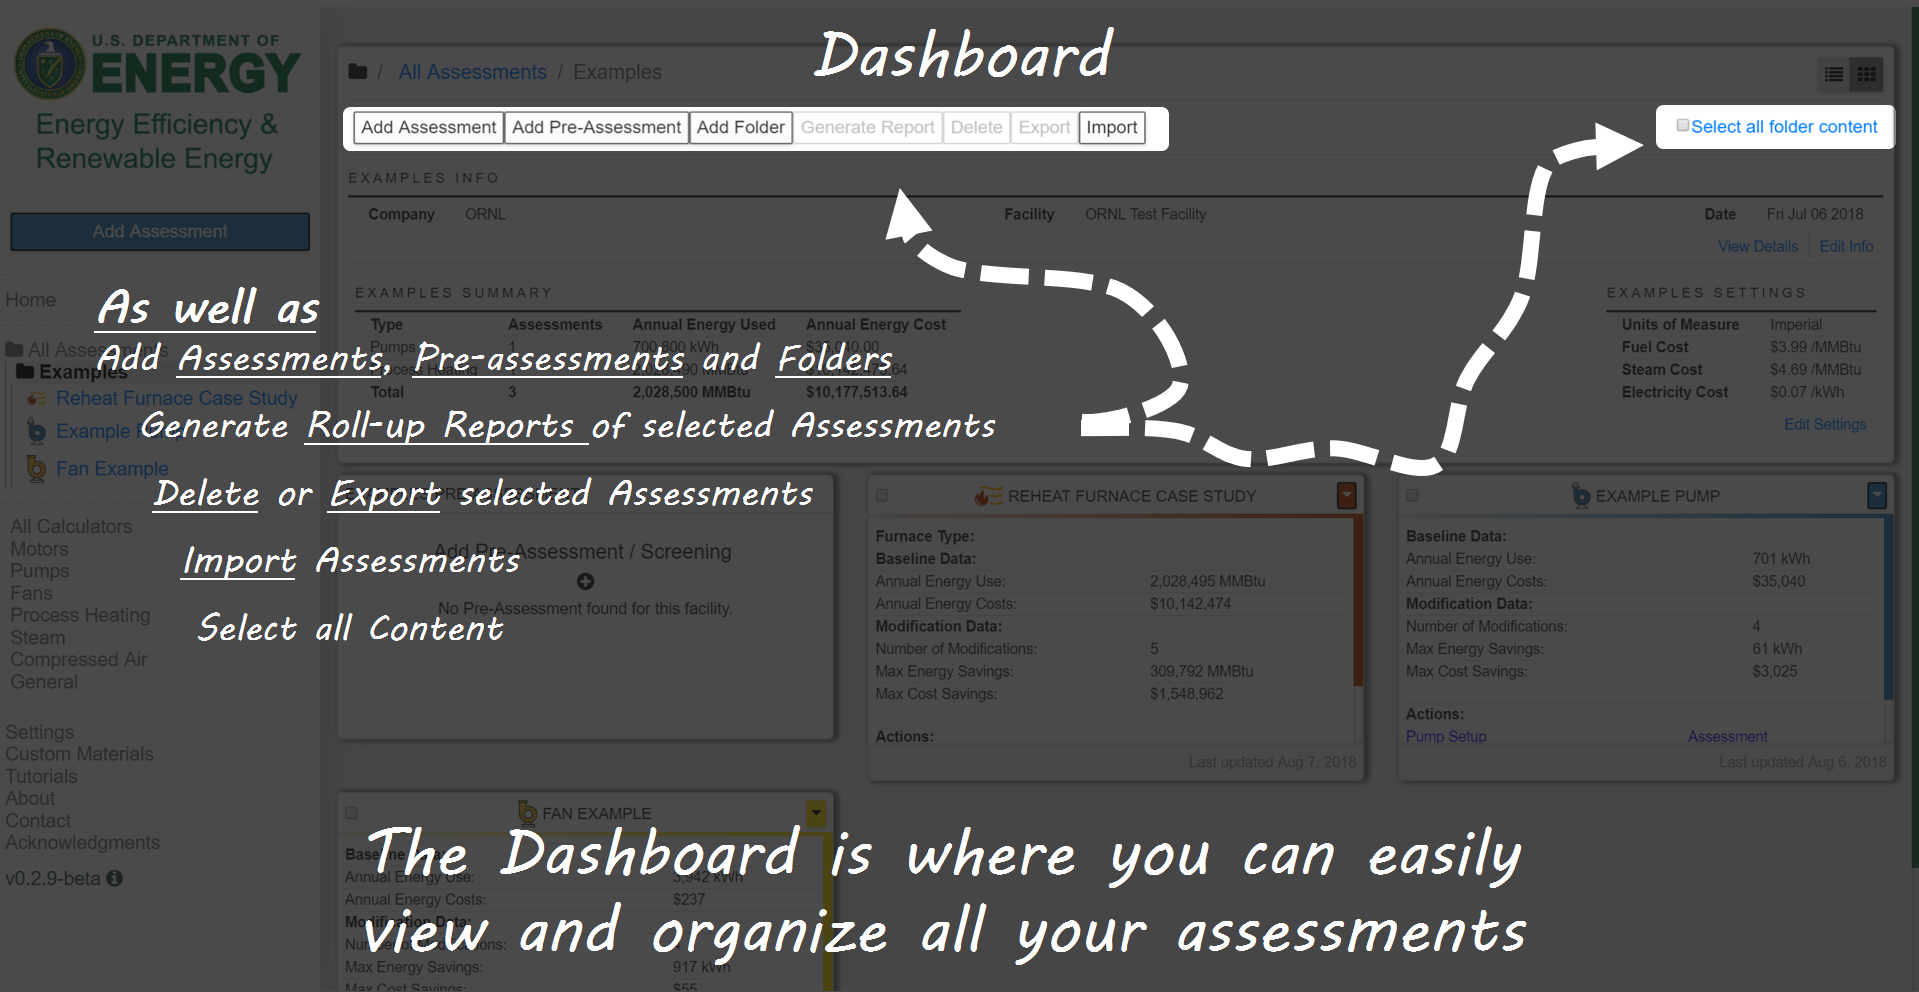 U.S. DEPARTMENT OF
ENERGY
Energy Efficiency &
Renewable Energy
Add Assessment
Home
All Assessments
Examples
Reheat Furnace Case Study
Example
Fan Example
All Calculators
Motors
Pumps
Fans
Process Heating
Steam
Compressed Air
General
Settings
Custom Materials
Tutorials
About
Contact
Acknowledgments
v0.2.9-beta
Dashboard
/ All Assessments / Examples
Add Assessment Add Pre-Assessment Add Folder Generate Report Delete Export Import
Select all folder content
EXAMPLES INFO
Company ORNL Facility ORNL Test Facility Date Fri Jul 06 2018
View Details Edit Info
EXAMPLES SUMMARY
Type Assessments Annual Energy Used Annual Energy Cost
Pumps 1 700,800 kWh
Process Heating
Total 3 2,028,500 MMBtu $10,177,513.64
EXAMPLES SETTINGS
Units of Measure Imperial
Fuel Cost $3.99 /MMBtu
Steam Cost $4.69 /MMBtu
Electricity Cost $0.07 /kWh
Edit Settings
As well as
Add Assessments, Pre-assessments and Folders
Generate Roll-up Reports of selected Assessments
Delete or Export selected Assessments
Import Assessments
Select all Content
Add Pre-Assessment / Screening
No Pre-Assessment found for this facility.
REHEAT FURNACE CASE STUDY
Furnace Type:
Baseline Data:
Annual Energy Use: 2,028,495 MMBtu
Annual Energy Costs: $10,142,474
Modification Data:
Number of Modifications: 5
Max Energy Savings: 309,792 MMBtu
Max Cost Savings: $1,548,962
Actions:
Last updated Aug 7, 2018
EXAMPLE PUMP
Baseline Data:
Annual Energy Use: 701 kWh
Annual Energy Costs: $35,040
Modification Data:
Number of Modifications: 4
Max Energy Savings: 61 kWh
Max Cost Savings: $3,025
Actions:
Pump Setup Assessment
Last updated Aug 6, 2018
FAN EXAMPLE
Baseline Data:
Annual Energy Use: 3,942 kWh
Annual Energy Costs: $237
Modification Data:
Number of Modifications:
Max Energy Savings: 917 kWh
Max Cost Savings: $55
The Dashboard is where you can easily
view and organize all your assessments